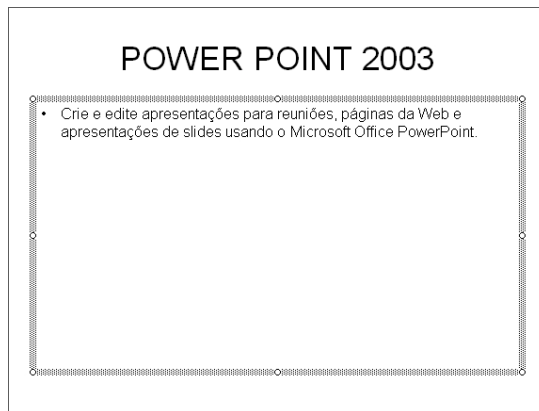 POWER POINT 2003
• Crie e edite apresentações para reuniões, páginas da Web e
apresentações de slides usando o Microsoft Office PowerPoint.